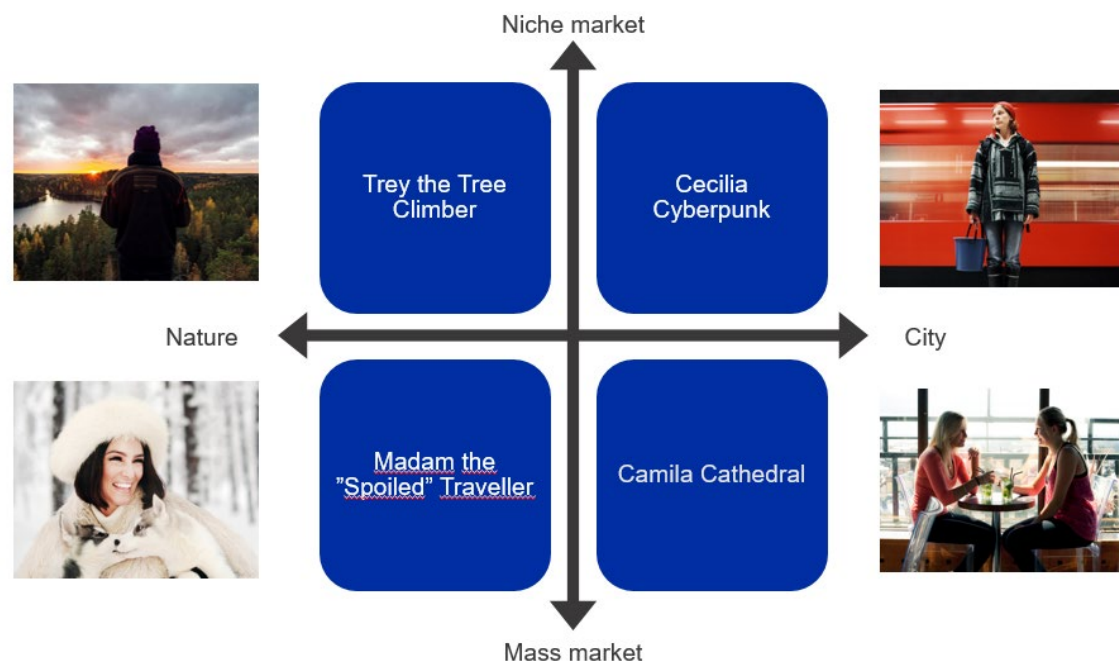 Niche market
Trey the Tree
Climber
Cecilia
Cyberpunk
Nature
City
Madam the
”Spoiled” Traveller
Camila Cathedral
Mass market